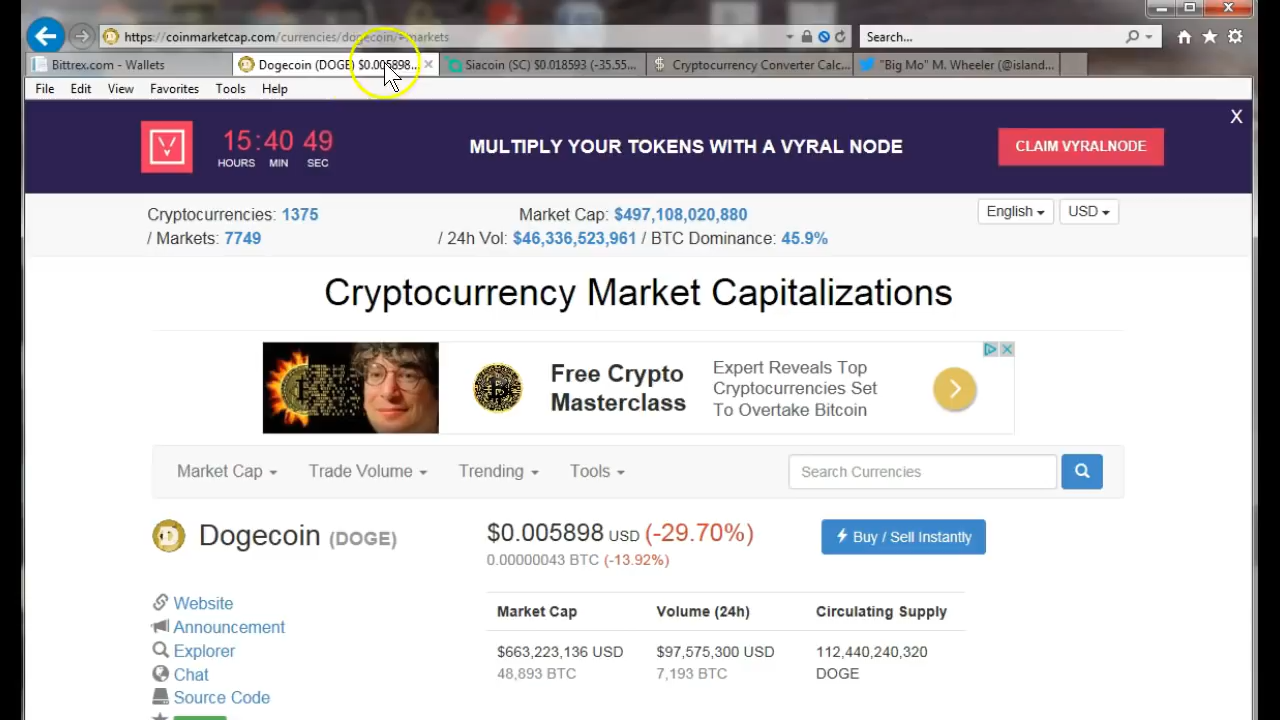 https://coinmarketcap.com/currencies/dogecoin/#markets
Search...
Bittrex.com - Wallets
Dogecoin (DOGE) $0.005898...
Siacoin (SC) $0.018593 (-35.55...
Cryptocurrency Converter Calc...
"Big Mo" M. Wheeler (@island...
File Edit View Favorites Tools Help
X
15:40 49
HOURS MIN SEC
MULTIPLY YOUR TOKENS WITH A VYRAL NODE
CLAIM VYRALNODE
Cryptocurrencies: 1375
Market Cap: $497,108,020,880
English
USD
/ Markets: 7749
/ 24h Vol: $46,336,523,961 / BTC Dominance: 45.9%
Cryptocurrency Market Capitalizations
Free Crypto
Masterclass
Expert Reveals Top
Cryptocurrencies Set
To Overtake Bitcoin
Market Cap
Trade Volume
Trending
Tools
Search Currencies
Dogecoin (DOGE)
$0.005898 USD (-29.70%)
0.00000043 BTC (-13.92%)
Buy / Sell Instantly
Website
Announcement
Explorer
Chat
Source Code
Market Cap Volume (24h) Circulating Supply
$663,223,136 USD $97,575,300 USD 112,440,240,320
48,893 BTC 7,193 BTC DOGE